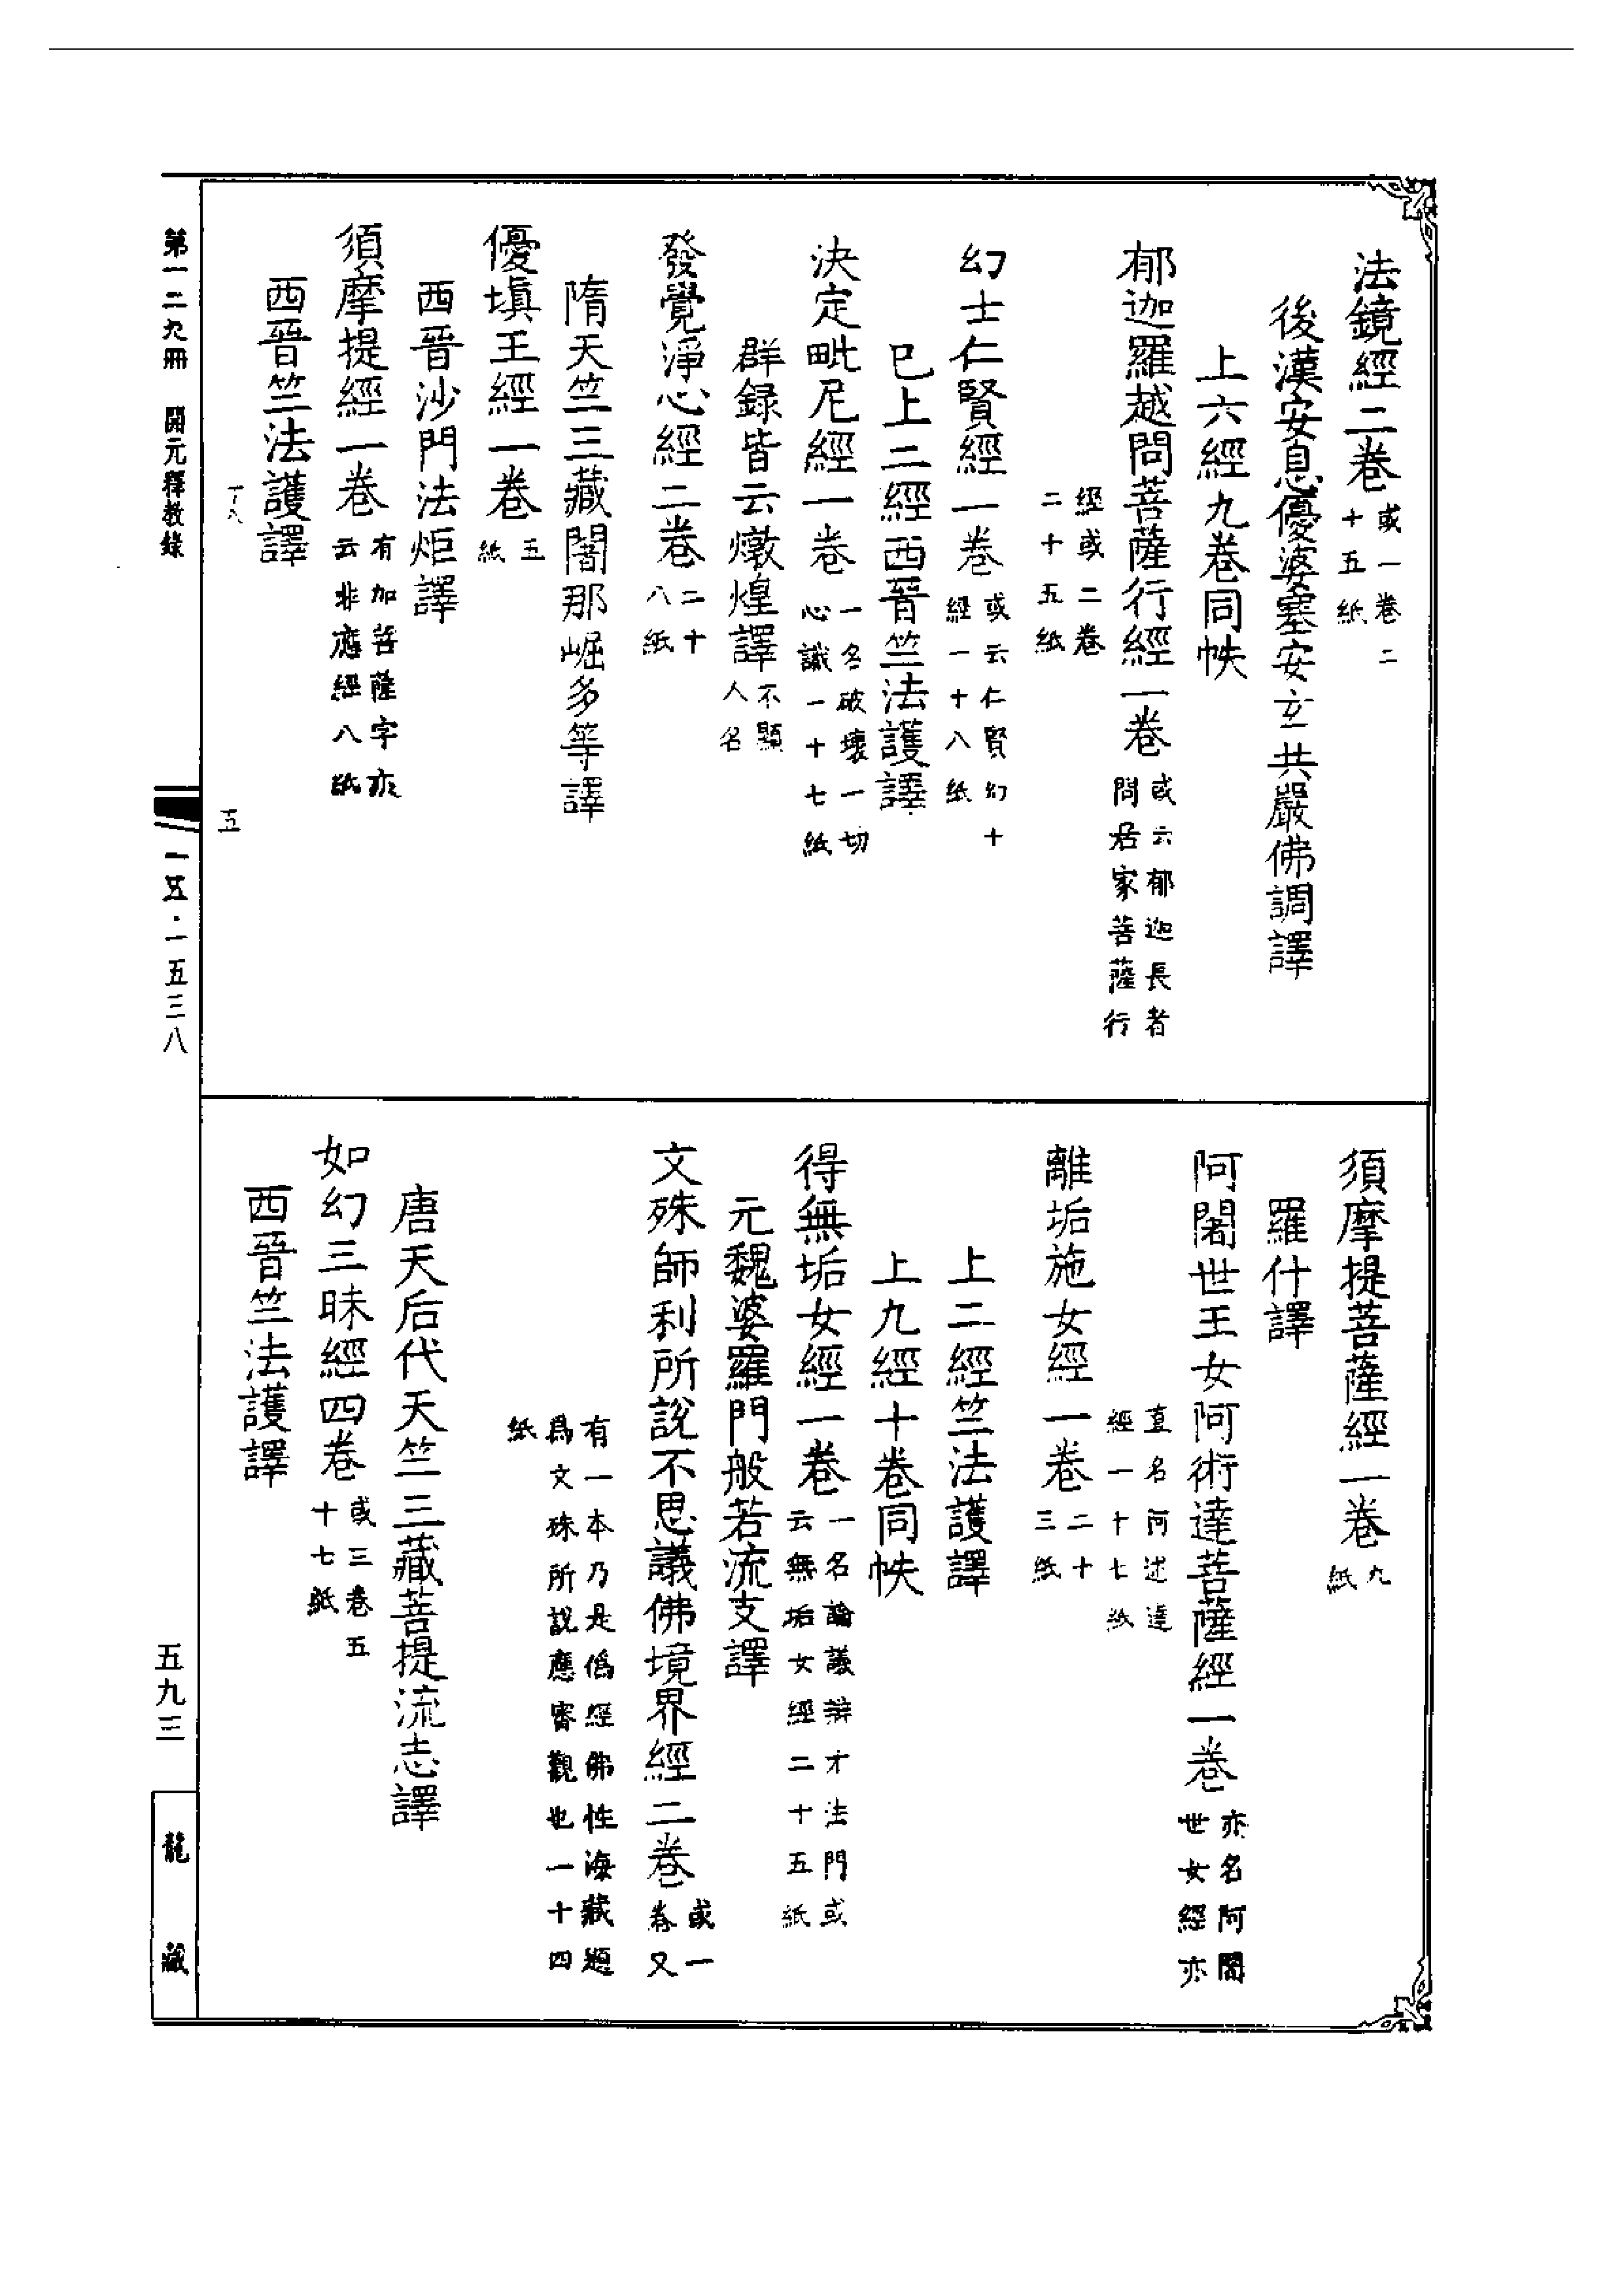 法鏡經二卷或一卷二十五紙
後漢安息優婆塞安玄共嚴佛調譯
上六經九卷同帙
郁迦羅越問菩薩行經一卷或云郁迦長者問居家菩薩行
經或二卷二十五紙
幻士仁賢經一卷或云仁賢幻十經一十八紙
已上二經西晉竺法護譯
決定毗尼經一卷一名破壞一切心識一十七紙
群録皆云燉煌譯不顯人名
發覺淨心經二卷二十八紙
隋天竺三藏闍那崛多等譯
優塡王經一卷五紙
西晉沙門法炬譯
須摩提經一卷有加菩薩字亦云非應經八紙
西晉竺法護譯
須摩提菩薩經一卷九紙
羅什譯
阿闍世王女阿術達菩薩經一卷亦名阿闍世女經亦
直名阿述達經一十七紙
離垢施女經一卷二十三紙
上二經竺法護譯
上九經十卷同帙
得無垢女經一卷一名論議辯才法門或云無垢女經二十五紙
元魏婆羅門般若流支譯
文殊師利所說不思議佛境界經二卷或一卷又
有一本乃是僞經佛性海藏題爲文殊所說應審觀也一十四紙
唐天后代天竺三藏菩提流志譯
如幻三昧經四卷或三卷五十七紙
西晉竺法護譯
第一二九冊 開元釋教錄
五
一五·一五三八
五九三
龍藏